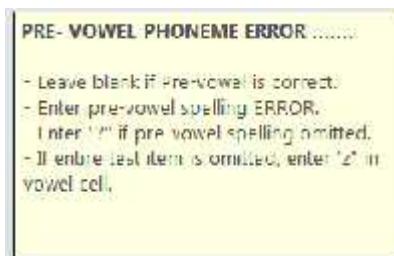 PRE- VOWEL PHONEME ERROR ........
- Leave blank if pre-vowel is correct.
- Enter pre-vowel spelling ERROR.
- Enter "?" if pre vowel spelling omitted.
- If entire test item is omitted, enter "z" in
vowel cell.